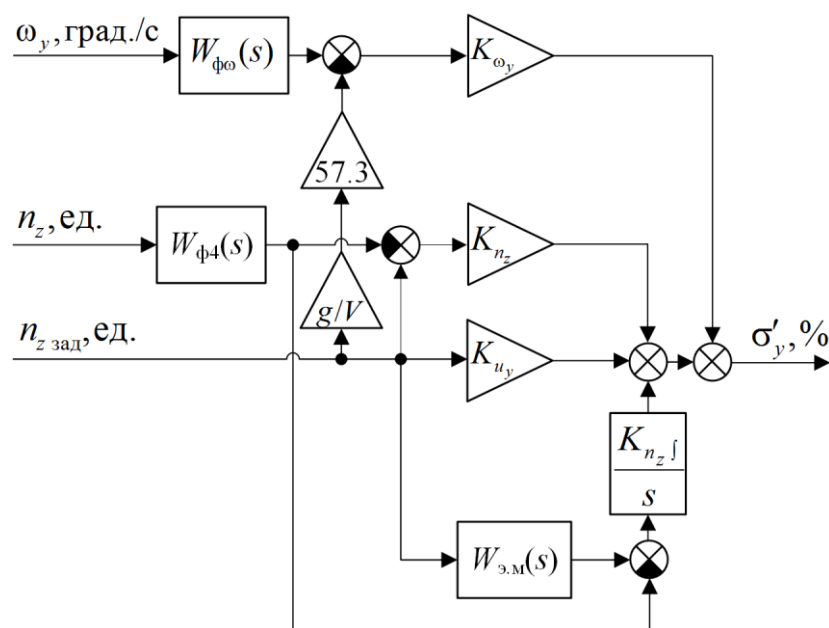 ω_y, град./с
W_фω(s)
K_ω_y
57.3
n_z, ед.
W_ф4(s)
K_n_z
g/V
n_z зад, ед.
K_u_y
σ′_y, %
K_n_z ∫
s
W_э.м(s)